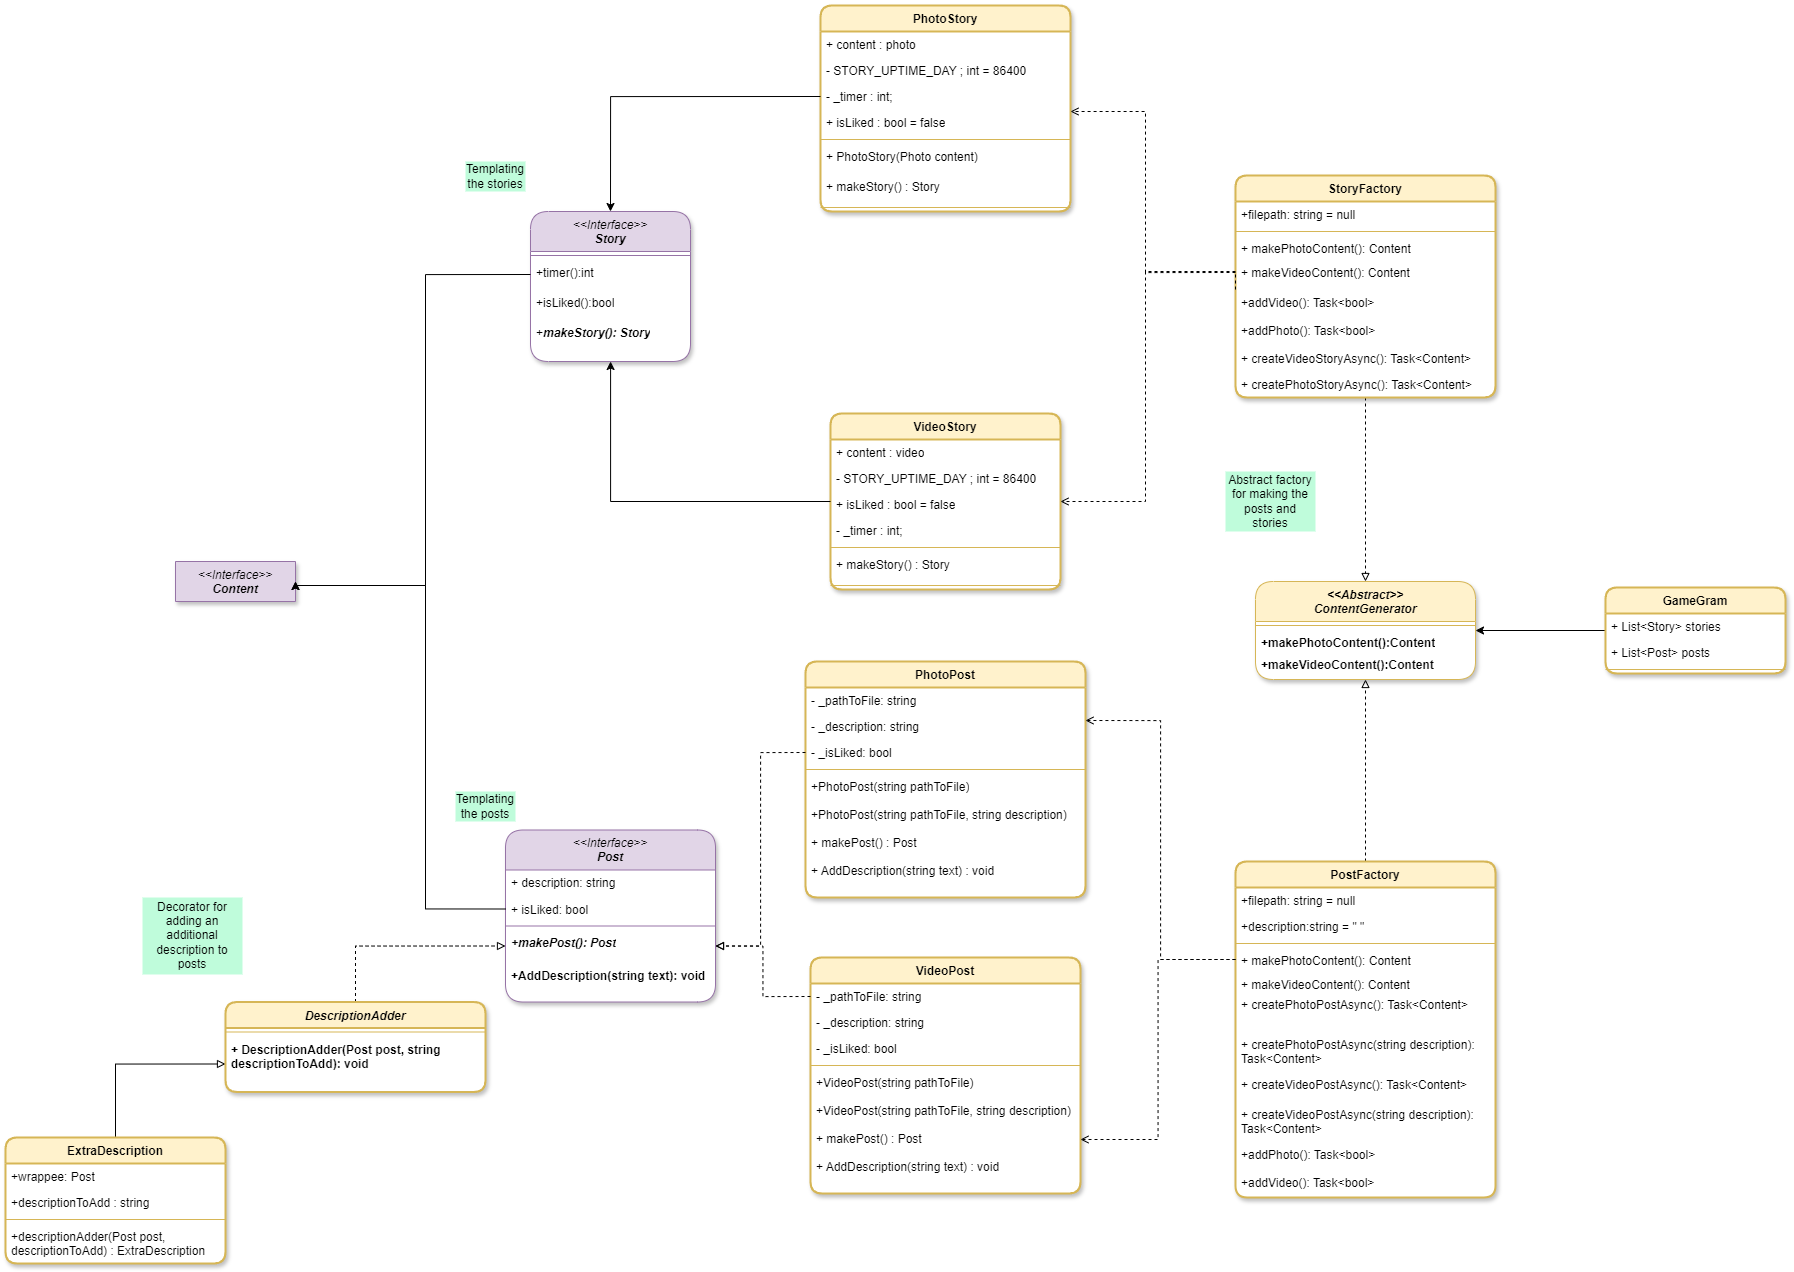 PhotoStory
+ content : photo
- STORY_UPTIME_DAY ; int = 86400
- _timer : int;
+ isLiked : bool = false
+ PhotoStory(Photo content)
+ makeStory() : Story
Templating
the stories
<<Interface>>
Story
+timer():int
+isLiked():bool
+makeStory(): Story
StoryFactory
+filepath: string = null
+ makePhotoContent(): Content
+ makeVideoContent(): Content
+addVideo(): Task<bool>
+addPhoto(): Task<bool>
+ createVideoStoryAsync(): Task<Content>
+ createPhotoStoryAsync(): Task<Content>
VideoStory
+ content : video
- STORY_UPTIME_DAY ; int = 86400
+ isLiked : bool = false
- _timer : int;
+ makeStory() : Story
Abstract factory
for making the
posts and
stories
<<Interface>>
Content
<<Abstract>>
ContentGenerator
+makePhotoContent():Content
+makeVideoContent():Content
GameGram
+ List<Story> stories
+ List<Post> posts
PhotoPost
- _pathToFile: string
- _description: string
- _isLiked: bool
+PhotoPost(string pathToFile)
+PhotoPost(string pathToFile, string description)
+ makePost() : Post
+ AddDescription(string text) : void
Templating
the posts
<<Interface>>
Post
+ description: string
+ isLiked: bool
+makePost(): Post
+AddDescription(string text): void
Decorator for
adding an
additional
description to
posts
DescriptionAdder
+ DescriptionAdder(Post post, string
descriptionToAdd): void
ExtraDescription
+wrappee: Post
+descriptionToAdd : string
+descriptionAdder(Post post,
descriptionToAdd) : ExtraDescription
VideoPost
- _pathToFile: string
- _description: string
- _isLiked: bool
+VideoPost(string pathToFile)
+VideoPost(string pathToFile, string description)
+ makePost() : Post
+ AddDescription(string text) : void
PostFactory
+filepath: string = null
+description:string = " "
+ makePhotoContent(): Content
+ makeVideoContent(): Content
+ createPhotoPostAsync(): Task<Content>
+ createPhotoPostAsync(string description):
Task<Content>
+ createVideoPostAsync(): Task<Content>
+ createVideoPostAsync(string description):
Task<Content>
+addPhoto(): Task<bool>
+addVideo(): Task<bool>